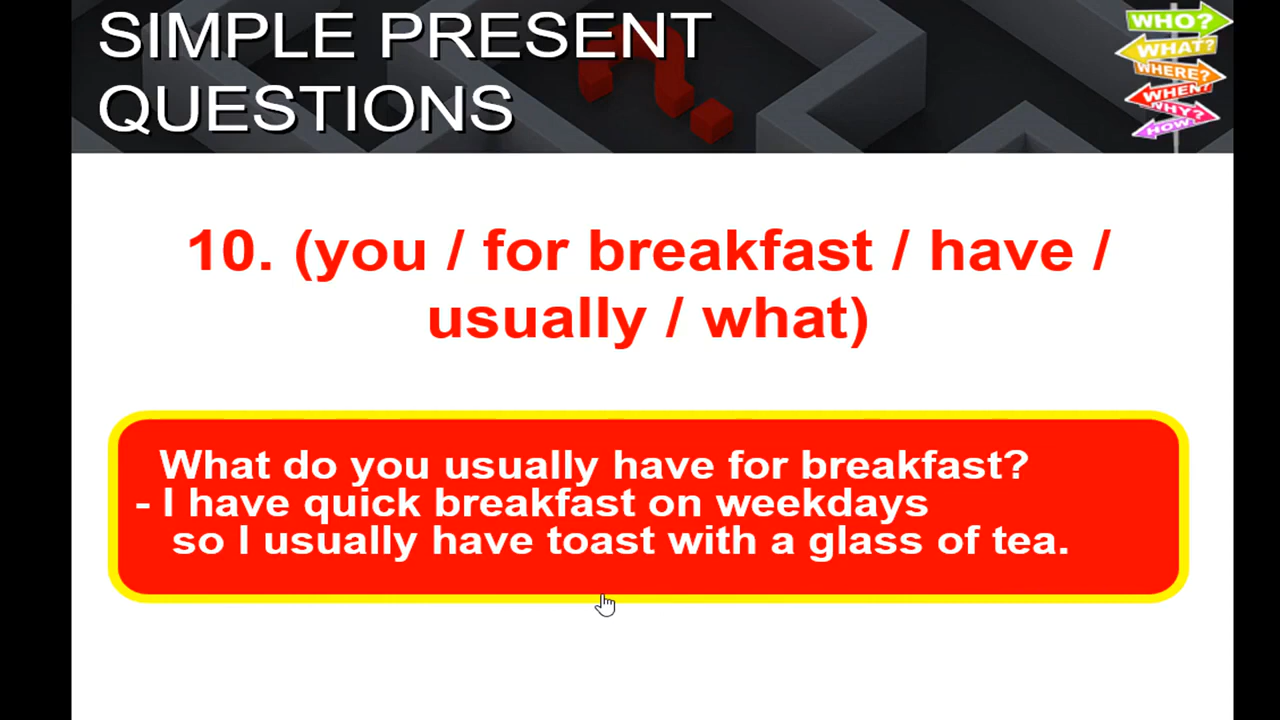 SIMPLE PRESENT
QUESTIONS
WHO?
WHAT?
WHERE?
WHEN?
WHY?
HOW
10. (you / for breakfast / have /
usually / what)
What do you usually have for breakfast?
- I have quick breakfast on weekdays
so I usually have toast with a glass of tea.